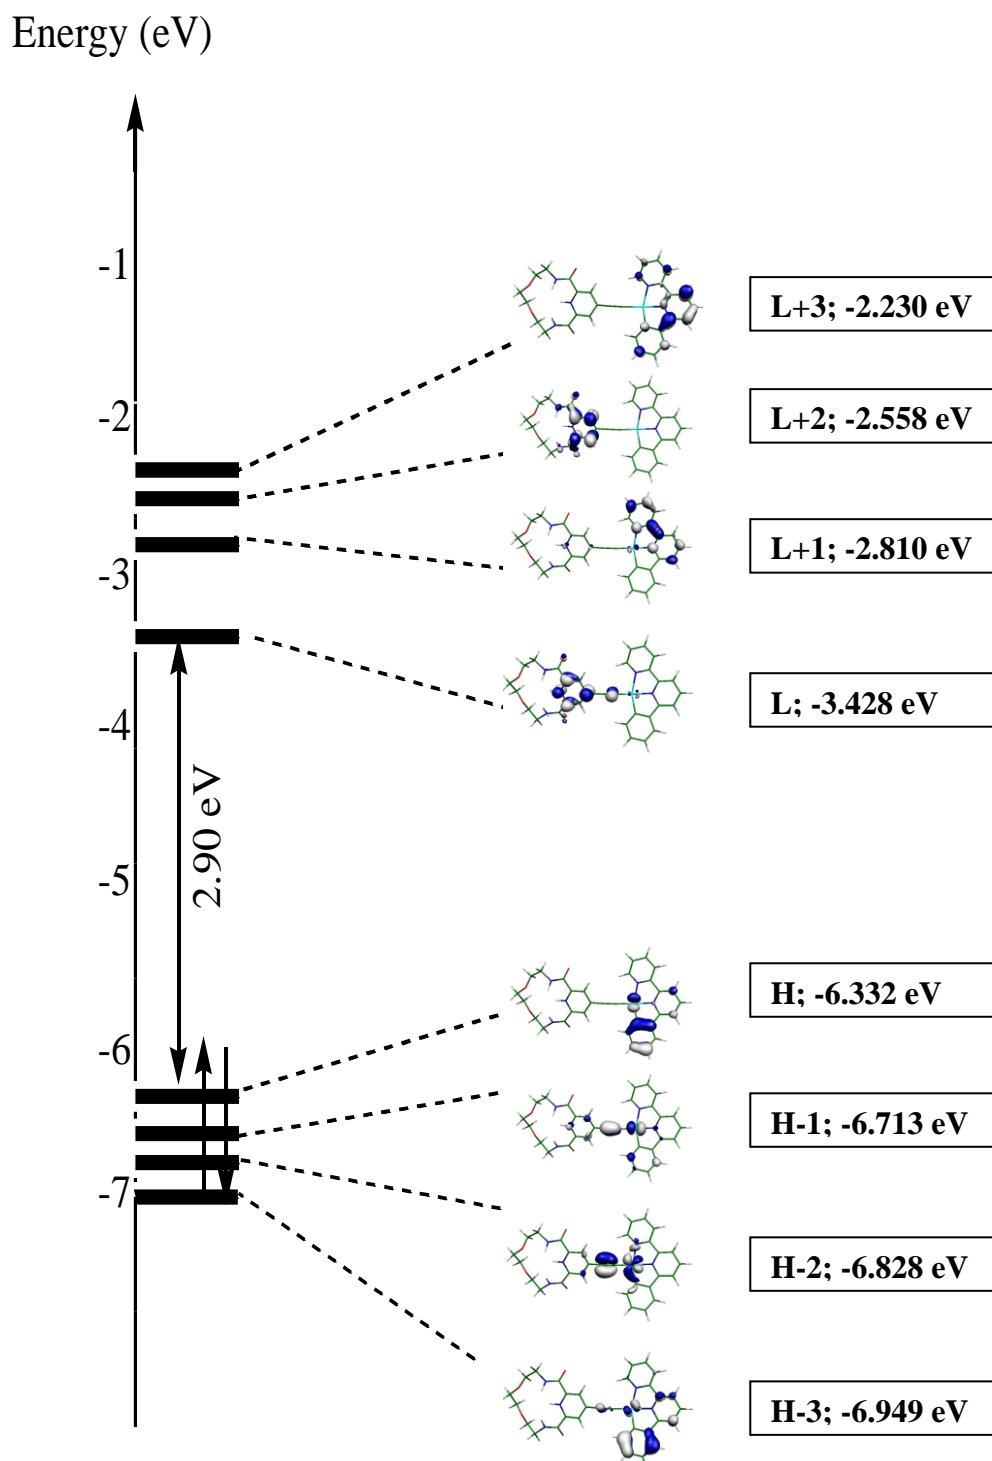 Energy (eV)
-1
L+3; -2.230 eV
-2
L+2; -2.558 eV
L+1; -2.810 eV
-3
L; -3.428 eV
-4
2.90 eV
-5
H; -6.332 eV
-6
H-1; -6.713 eV
-7
H-2; -6.828 eV
H-3; -6.949 eV